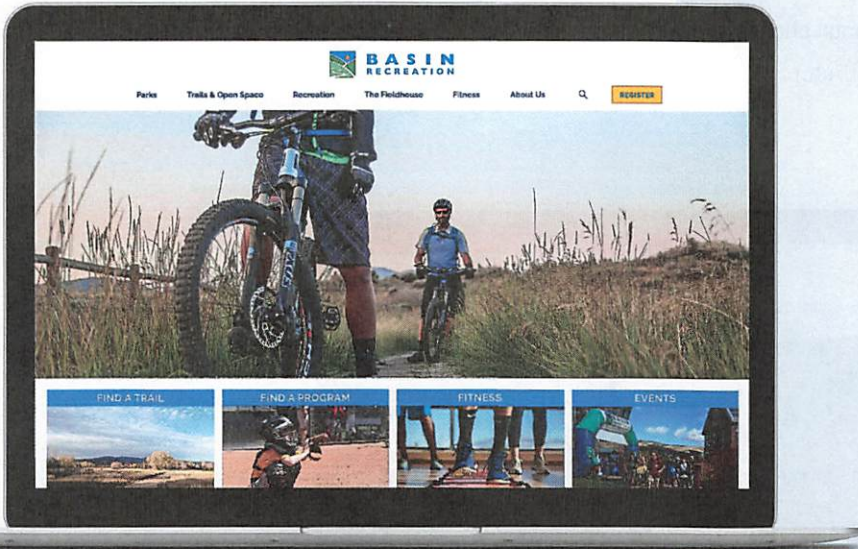 BASIN
RECREATION
Parks Trails & Open Space Recreation The Fieldhouse Fitness About Us REGISTER
FIND A TRAIL FIND A PROGRAM FITNESS EVENTS